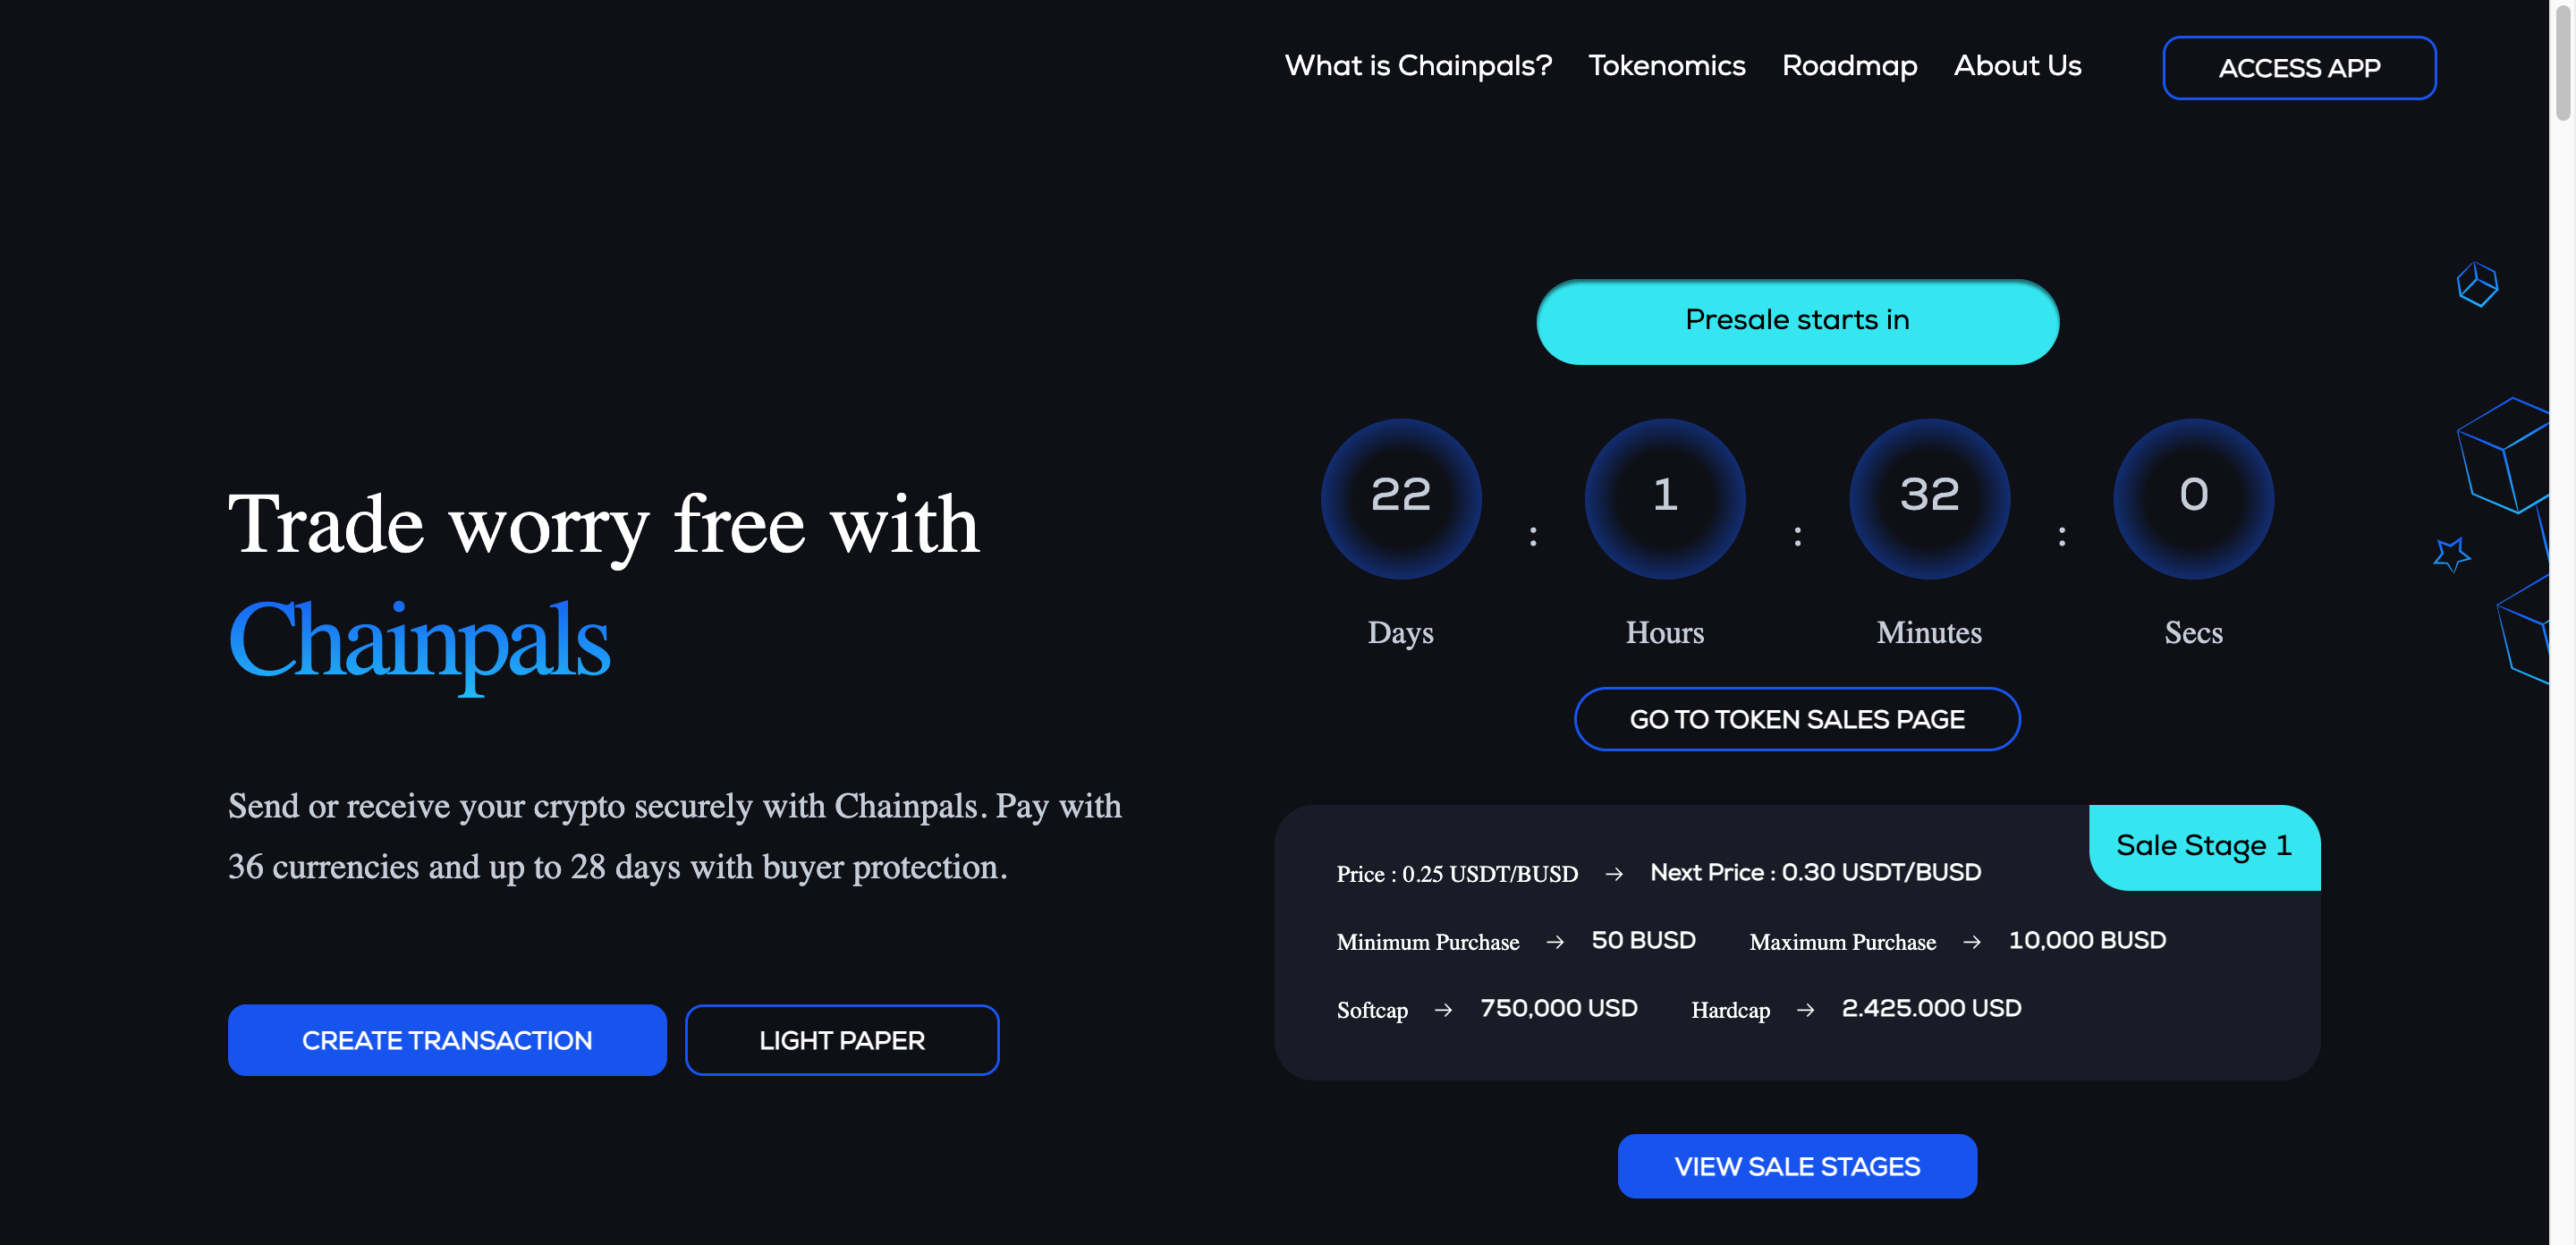 What is Chainpals? Tokenomics Roadmap About Us ACCESS APP
Trade worry free with
Chainpals
Send or receive your crypto securely with Chainpals. Pay with
36 currencies and up to 28 days with buyer protection.
CREATE TRANSACTION LIGHT PAPER
Presale starts in
22 : 1 : 32 : 0
Days Hours Minutes Secs
GO TO TOKEN SALES PAGE
Sale Stage 1
Price : 0.25 USDT/BUSD → Next Price : 0.30 USDT/BUSD
Minimum Purchase → 50 BUSD Maximum Purchase → 10,000 BUSD
Softcap → 750,000 USD Hardcap → 2.425.000 USD
VIEW SALE STAGES